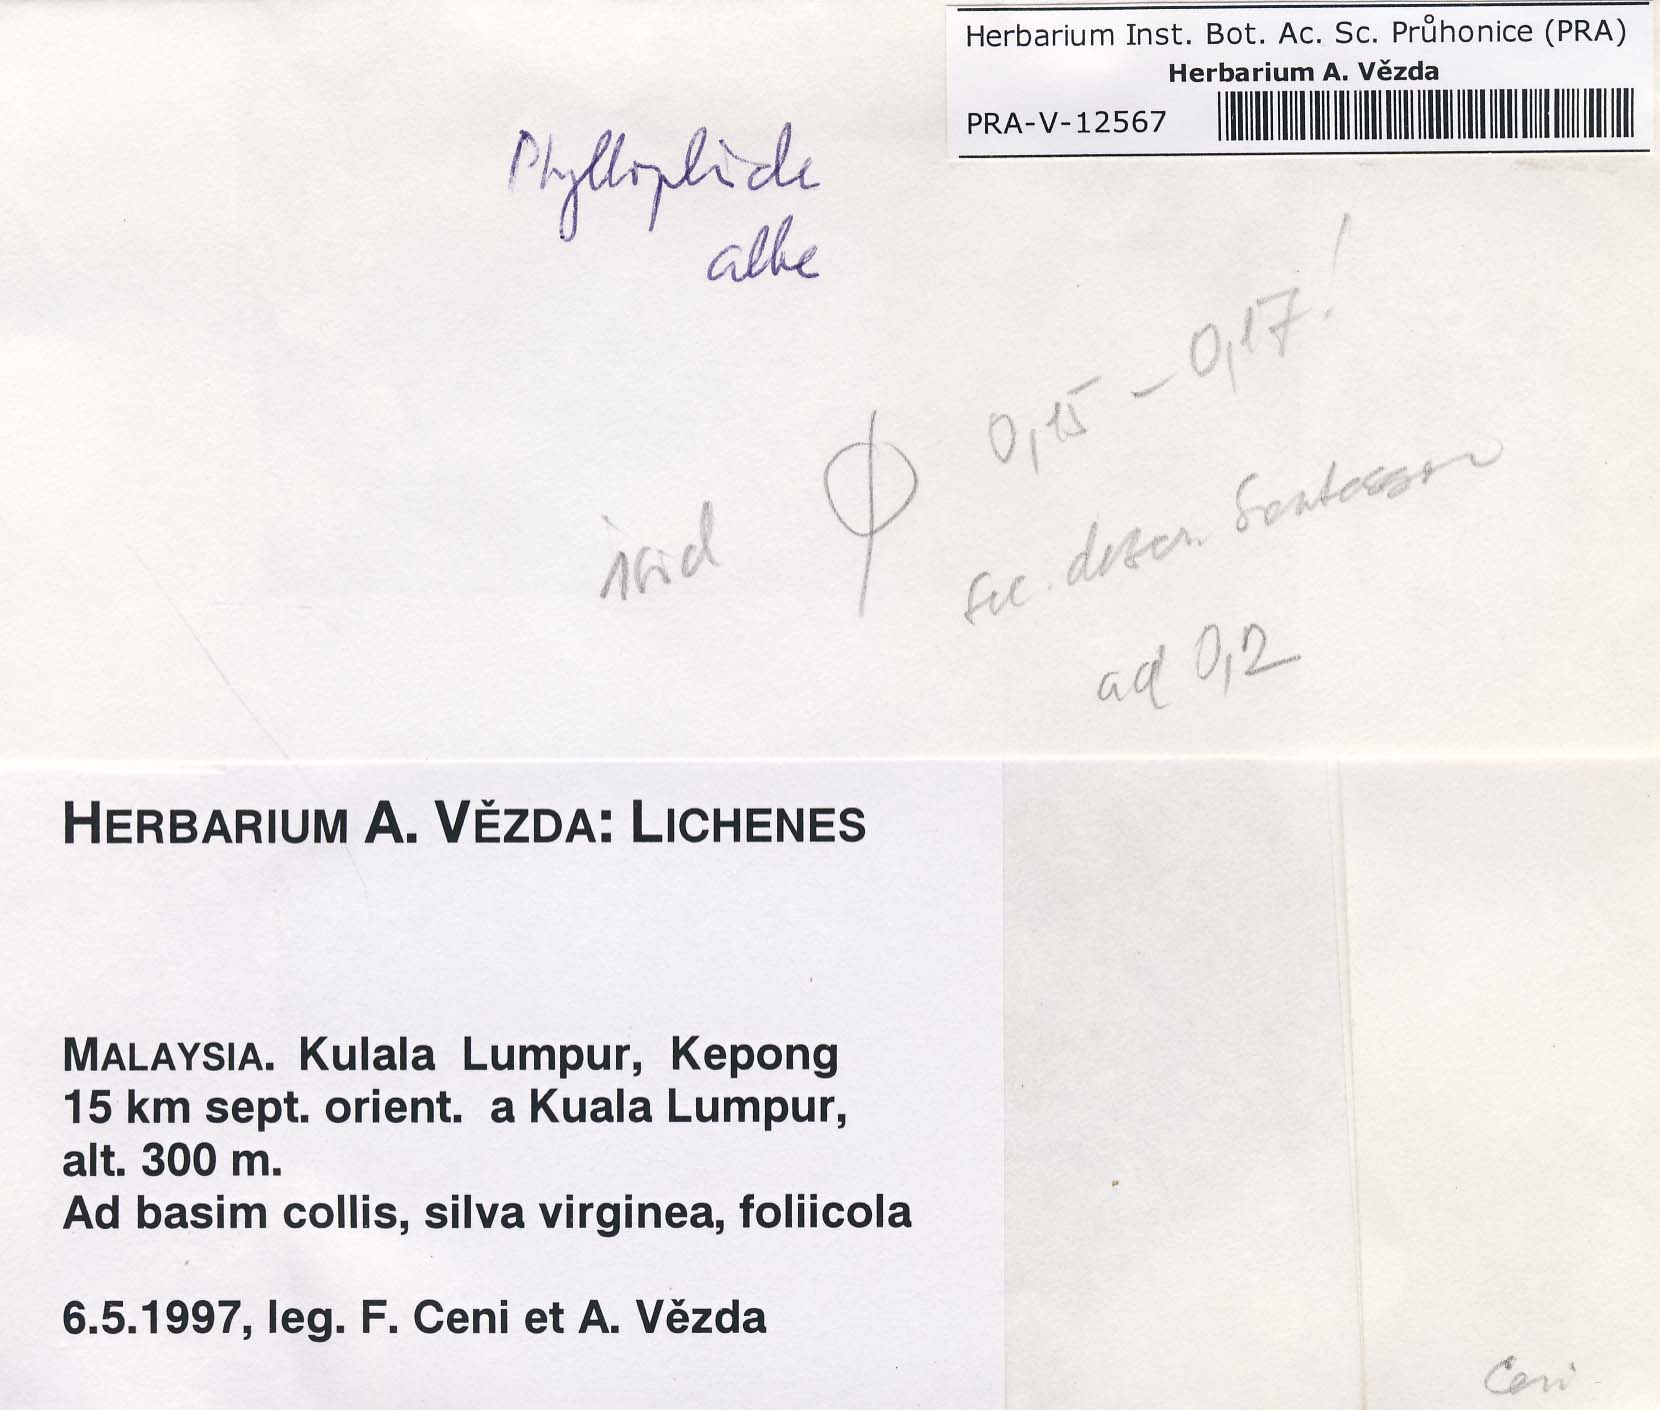 Herbarium Inst. Bot. Ac. Sc. Průhonice (PRA)
Herbarium A. Vězda
PRA-V-12567
alba
0,15 – 0,17!
isid
sec. descr. Santesson
ad 0,2
HERBARIUM A. VĚZDA: LICHENES
MALAYSIA. Kulala Lumpur, Kepong
15 km sept. orient. a Kuala Lumpur,
alt. 300 m.
Ad basim collis, silva virginea, foliicola
6.5.1997, leg. F. Ceni et A. Vězda
Ceni